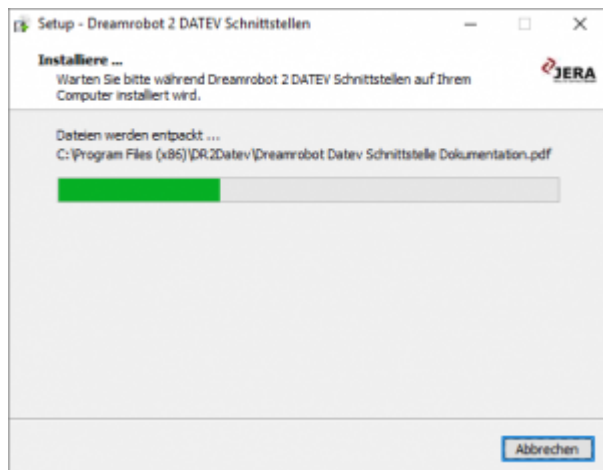 Setup - Dreamrobot 2 DATEV Schnittstellen
Installiere ...
Warten Sie bitte während Dreamrobot 2 DATEV Schnittstellen auf Ihrem
Computer installiert wird.
JERA
Dateien werden entpackt ...
C:\Program Files (x86)\DR2Datev\Dreamrobot Datev Schnittstelle Dokumentation.pdf
Abbrechen